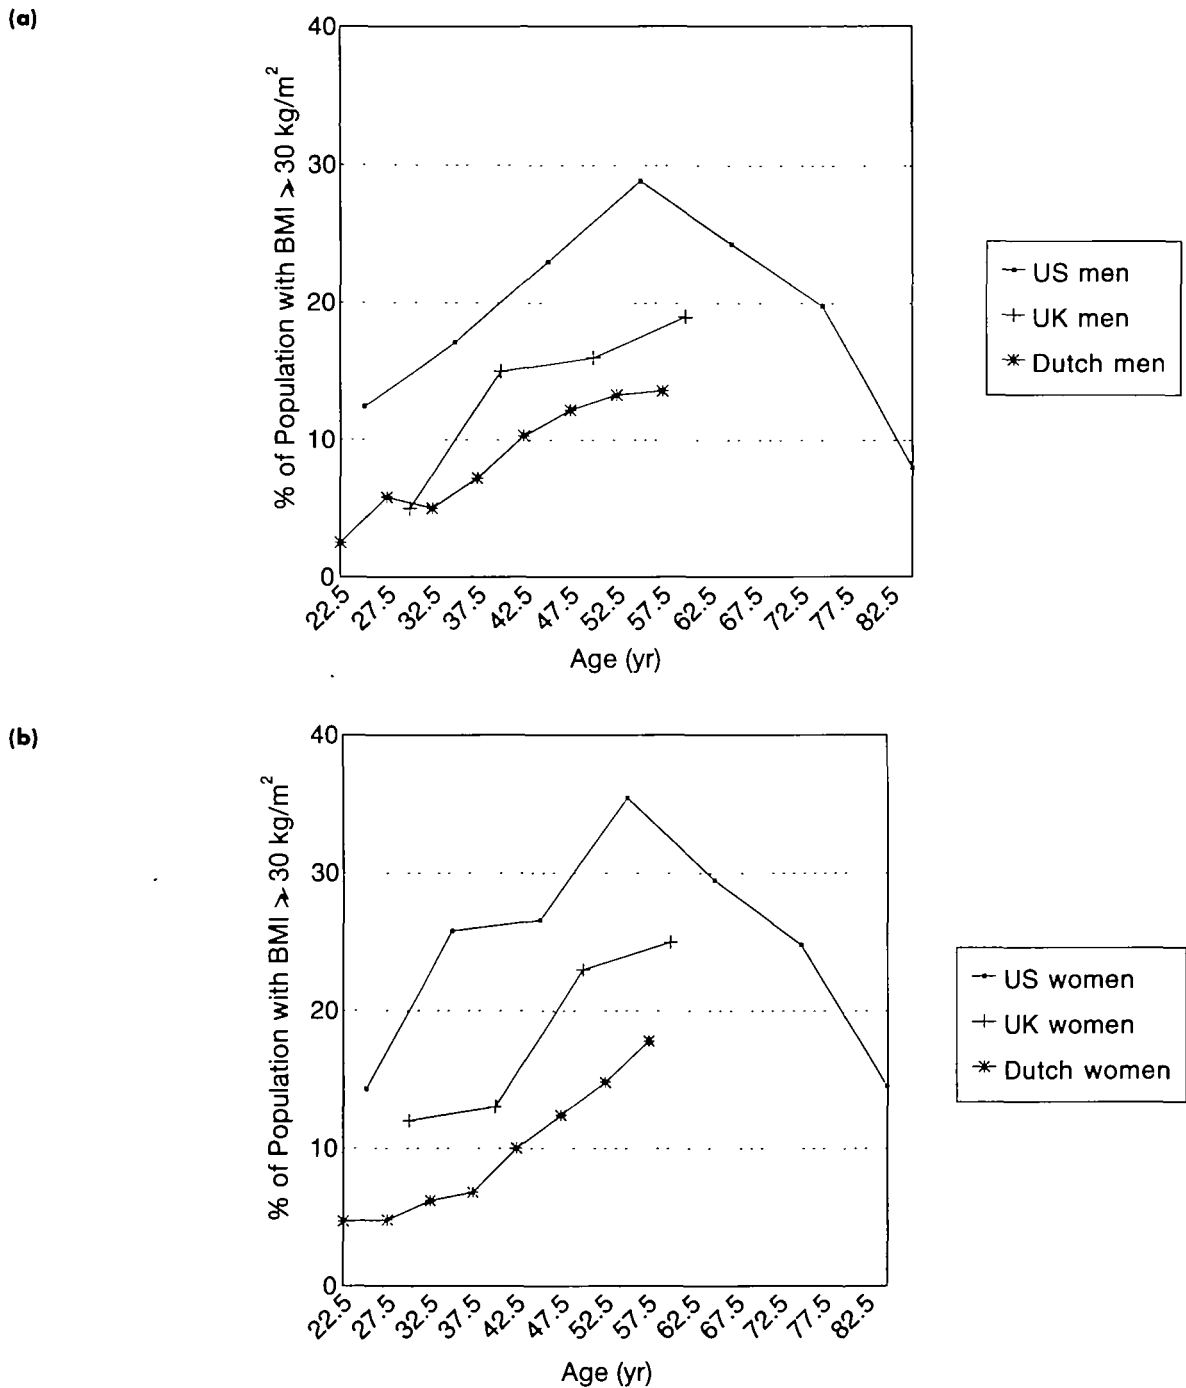 (a)
40
30
20
10
0
% of Population with BMI ⩾ 30 kg/m²
22.5 27.5 32.5 37.5 42.5 47.5 52.5 57.5 62.5 67.5 72.5 77.5 82.5
Age (yr)
US men
UK men
Dutch men
(b)
40
30
20
10
0
% of Population with BMI ⩾ 30 kg/m²
22.5 27.5 32.5 37.5 42.5 47.5 52.5 57.5 62.5 67.5 72.5 77.5 82.5
Age (yr)
US women
UK women
Dutch women